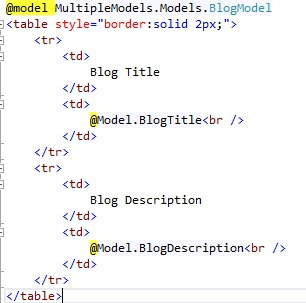 @model MultipleModels.Models.BlogModel
<table style="border:solid 2px;">
    <tr>
        <td>
            Blog Title
        </td>
        <td>
            @Model.BlogTitle<br />
        </td>
    </tr>
    <tr>
        <td>
            Blog Description
        </td>
        <td>
            @Model.BlogDescription<br />
        </td>
    </tr>
</table>